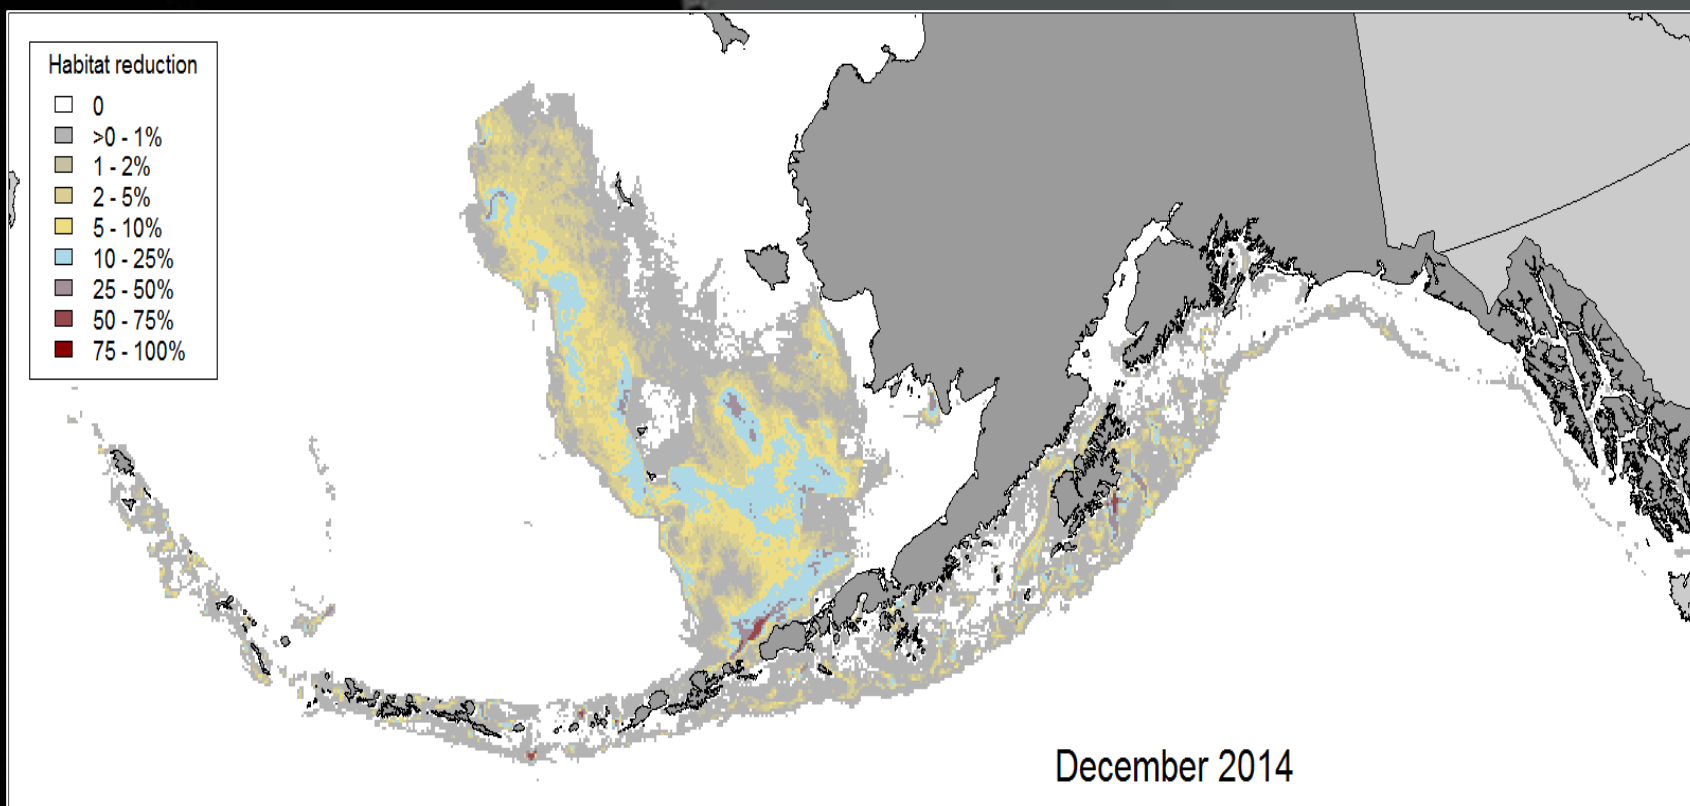 Habitat reduction
0
>0 - 1%
1 - 2%
2 - 5%
5 - 10%
10 - 25%
25 - 50%
50 - 75%
75 - 100%
December 2014